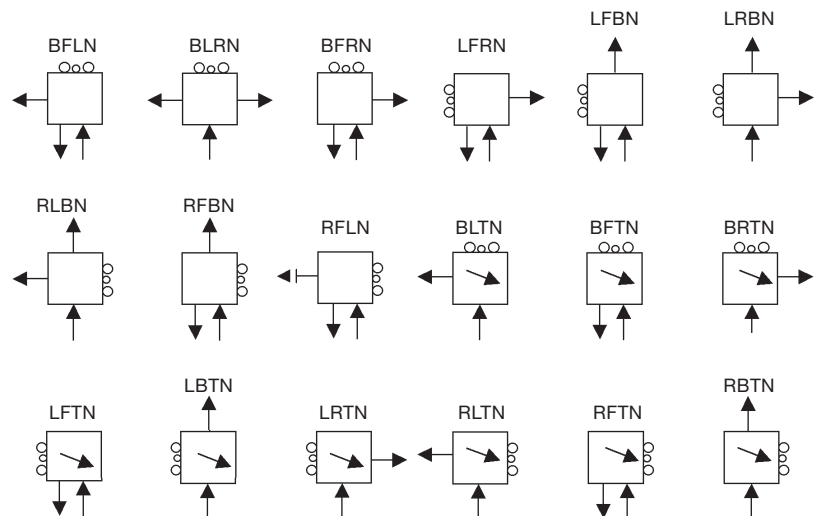 BFLN
BLRN
BFRN
LFRN
LFBN
LRBN
RLBN
RFBN
RFLN
BLTN
BFTN
BRTN
LFTN
LBTN
LRTN
RLTN
RFTN
RBTN